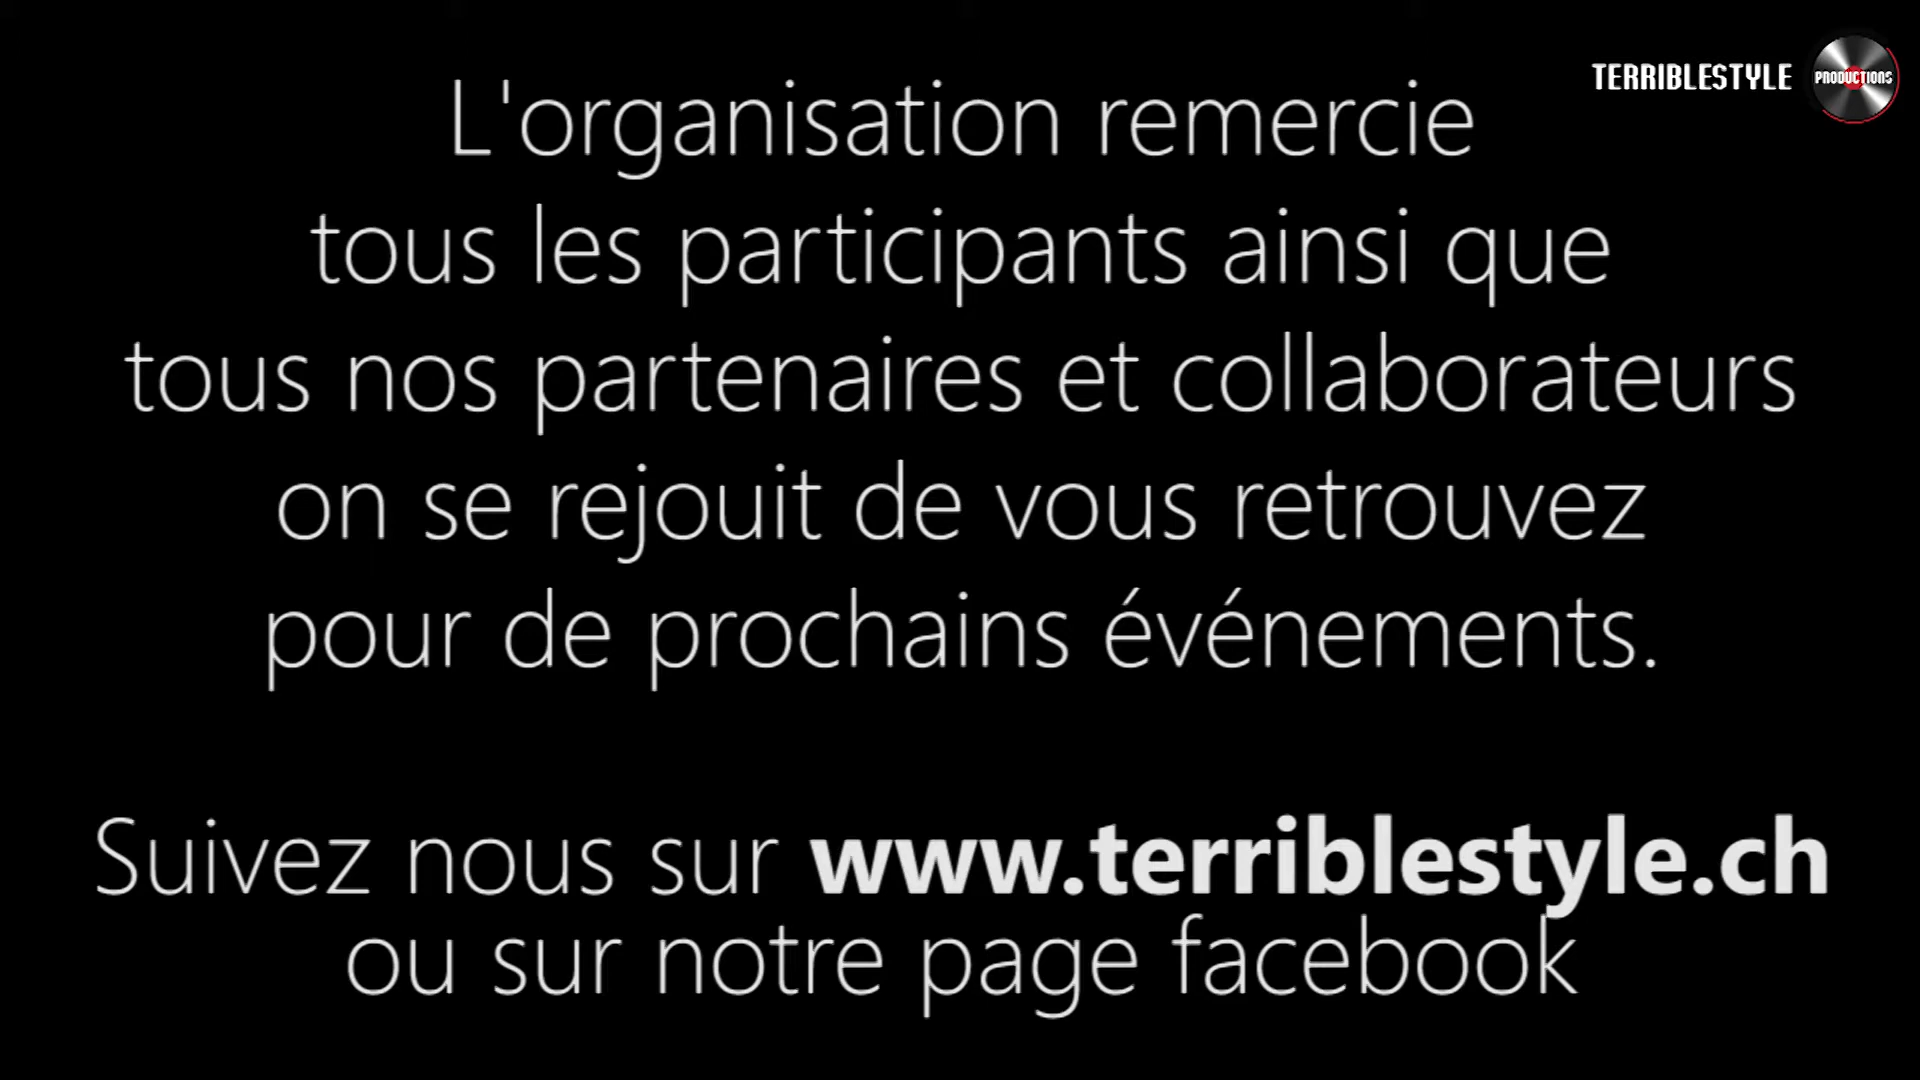 TERRIBLESTYLE PRODUCTIONS
L'organisation remercie
tous les participants ainsi que
tous nos partenaires et collaborateurs
on se rejouit de vous retrouvez
pour de prochains événements.
Suivez nous sur www.terriblestyle.ch
ou sur notre page facebook